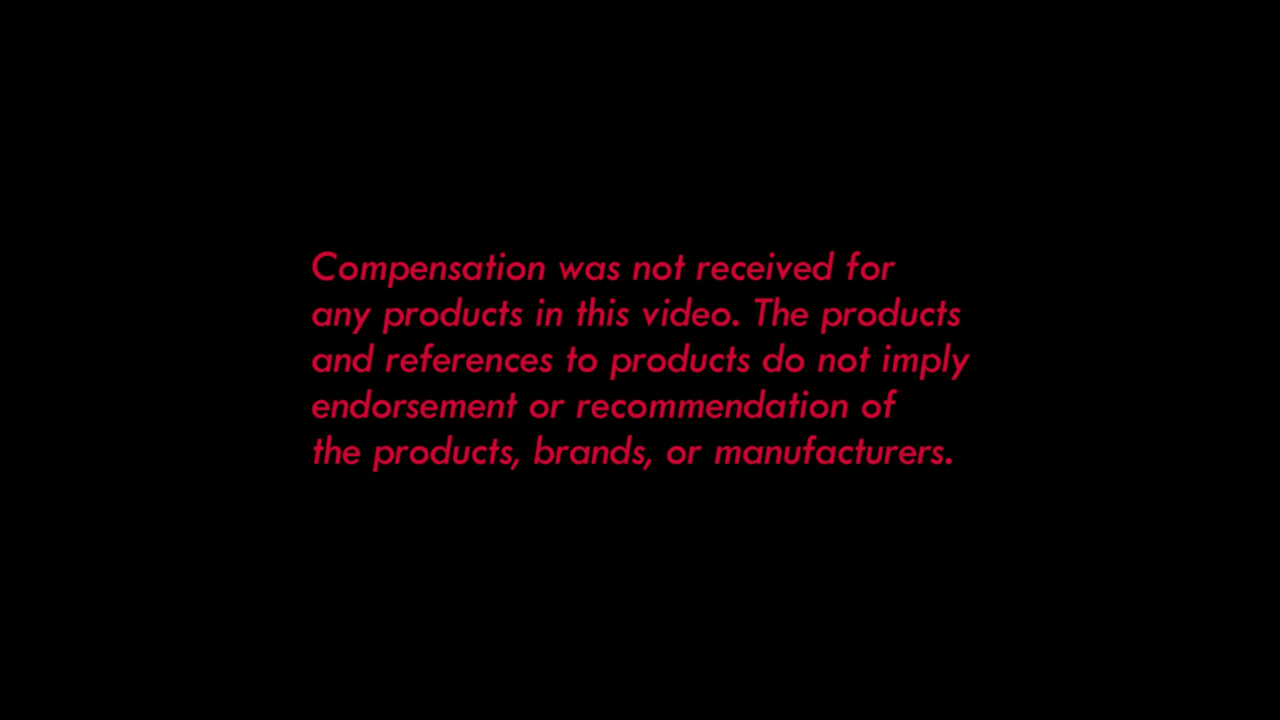 Compensation was not received for
any products in this video. The products
and references to products do not imply
endorsement or recommendation of
the products, brands, or manufacturers.